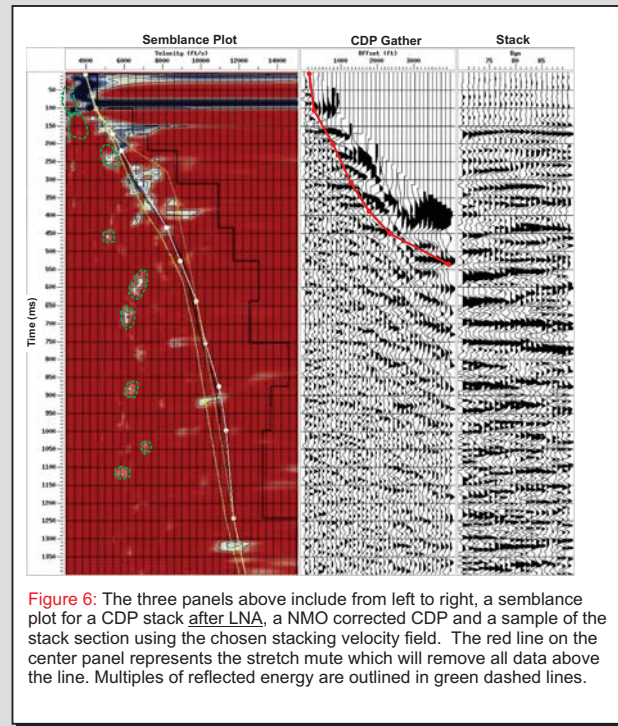 Semblance Plot
CDP Gather
Stack
Velocity (ft/s)
Offset (ft)
4000 6000 8000 10000 12000
1000 2000 3000
75 80 85
Time (ms)
50
100
150
200
250
300
350
400
450
500
550
600
650
700
750
800
850
900
950
1000
1050
1100
1150
1200
1250
1300
1350
Figure 6: The three panels above include from left to right, a semblance
plot for a CDP stack after LNA, a NMO corrected CDP and a sample of the
stack section using the chosen stacking velocity field. The red line on the
center panel represents the stretch mute which will remove all data above
the line. Multiples of reflected energy are outlined in green dashed lines.